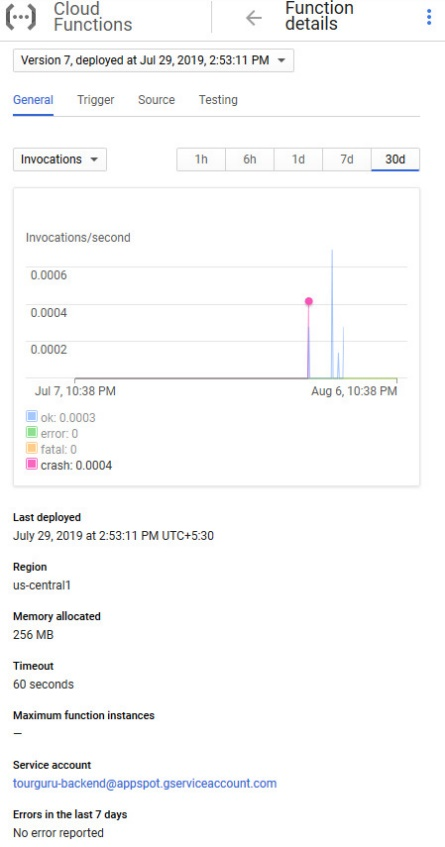 Cloud
Functions
Function
details
Version 7, deployed at Jul 29, 2019, 2:53:11 PM
General Trigger Source Testing
Invocations 1h 6h 1d 7d 30d
Invocations/second
0.0006
0.0004
0.0002
Jul 7, 10:38 PM Aug 6, 10:38 PM
ok: 0.0003
error: 0
fatal: 0
crash: 0.0004
Last deployed
July 29, 2019 at 2:53:11 PM UTC+5:30
Region
us-central1
Memory allocated
256 MB
Timeout
60 seconds
Maximum function instances
—
Service account
tourguru-backend@appspot.gserviceaccount.com
Errors in the last 7 days
No error reported